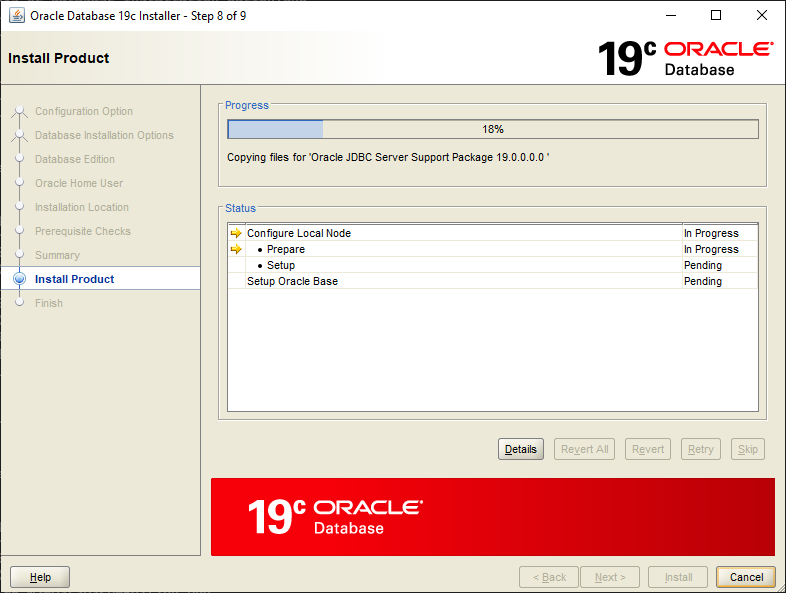 Oracle Database 19c Installer - Step 8 of 9
Install Product
19c ORACLE
Database
Configuration Option
Database Installation Options
Database Edition
Oracle Home User
Installation Location
Prerequisite Checks
Summary
Install Product
Finish
Progress
18%
Copying files for 'Oracle JDBC Server Support Package 19.0.0.0.0 '
Status
Configure Local Node In Progress
• Prepare In Progress
• Setup Pending
Setup Oracle Base Pending
Details Revert All Revert Retry Skip
19c ORACLE
Database
Help < Back Next > Install Cancel